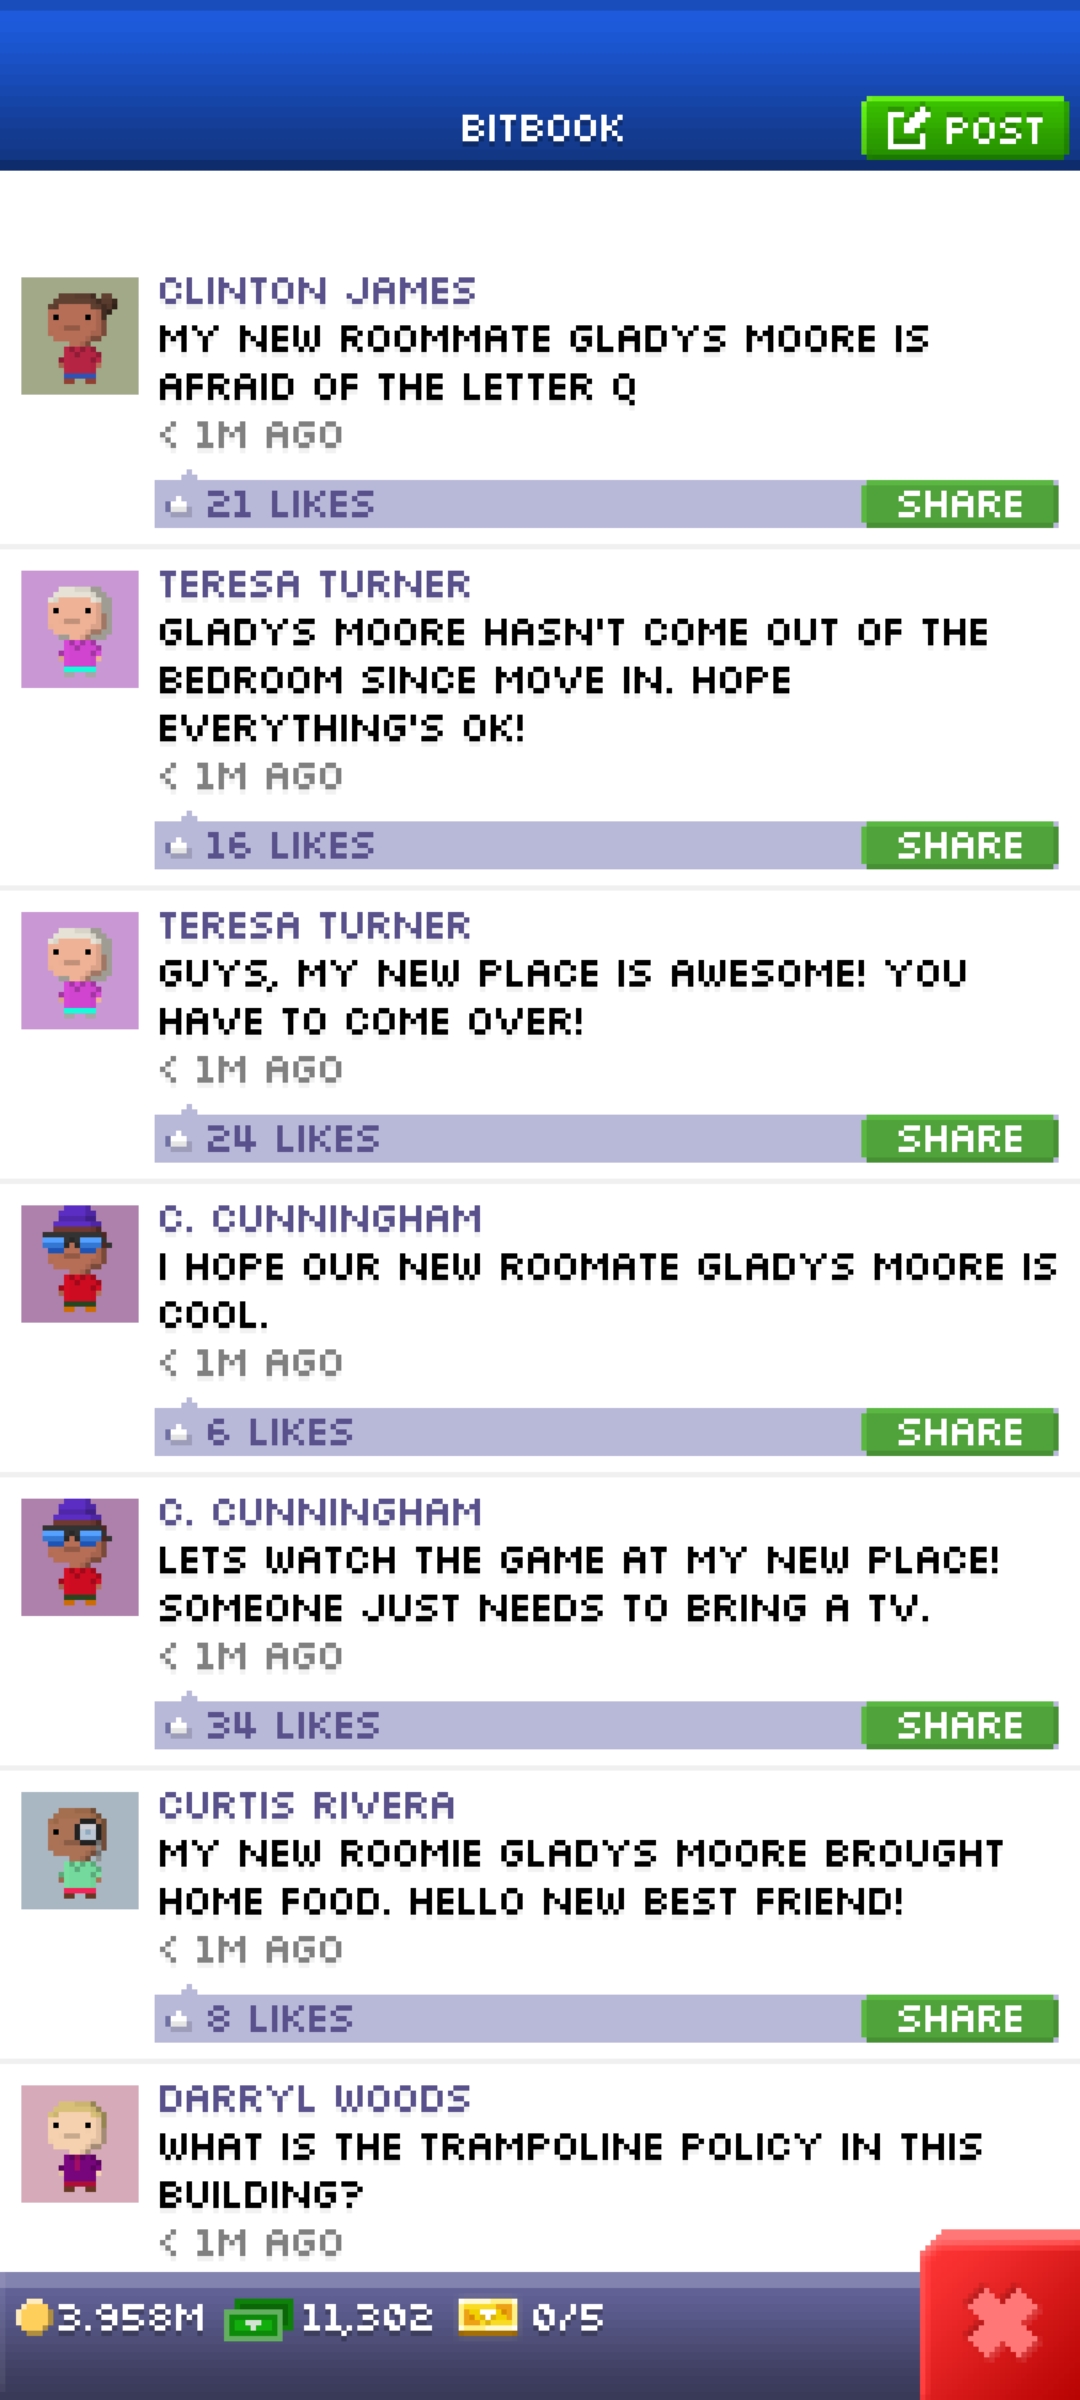 BITBOOK
POST
CLINTON JAMES
MY NEW ROOMMATE GLADYS MOORE IS
AFRAID OF THE LETTER Q
< 1M AGO
21 LIKES
SHARE
TERESA TURNER
GLADYS MOORE HASN'T COME OUT OF THE
BEDROOM SINCE MOVE IN. HOPE
EVERYTHING'S OK!
< 1M AGO
16 LIKES
SHARE
TERESA TURNER
GUYS, MY NEW PLACE IS AWESOME! YOU
HAVE TO COME OVER!
< 1M AGO
24 LIKES
SHARE
C. CUNNINGHAM
I HOPE OUR NEW ROOMATE GLADYS MOORE IS
COOL.
< 1M AGO
6 LIKES
SHARE
C. CUNNINGHAM
LETS WATCH THE GAME AT MY NEW PLACE!
SOMEONE JUST NEEDS TO BRING A TV.
< 1M AGO
34 LIKES
SHARE
CURTIS RIVERA
MY NEW ROOMIE GLADYS MOORE BROUGHT
HOME FOOD. HELLO NEW BEST FRIEND!
< 1M AGO
8 LIKES
SHARE
DARRYL WOODS
WHAT IS THE TRAMPOLINE POLICY IN THIS
BUILDING?
< 1M AGO
3.958M
11,302
0/5